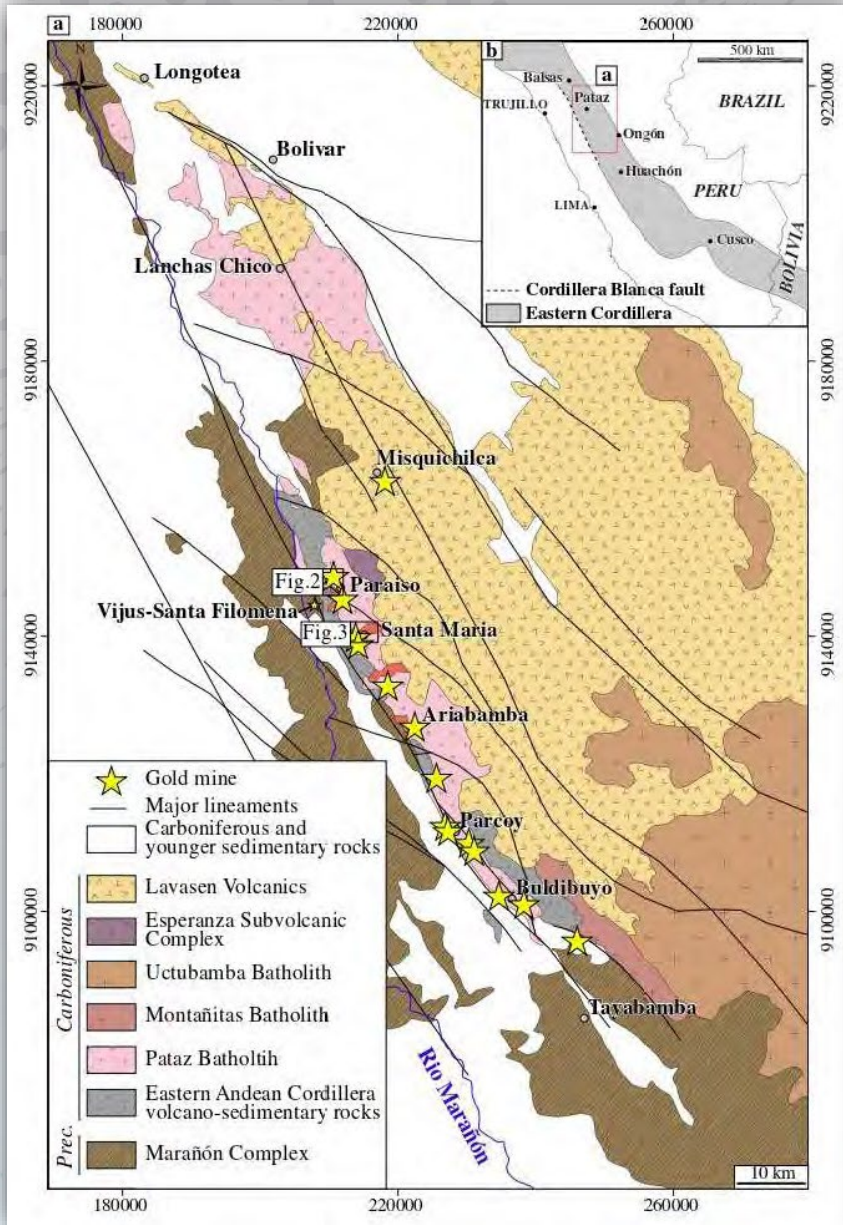 a
180000
220000
260000
9220000
9180000
9140000
9100000
N
Longotea
Bolivar
Lanchas Chico
Misquichilca
Fig.2
Paraiso
Vijus-Santa Filomena
Fig.3
Santa Maria
Ariabamba
Parcoy
Buldibuyo
Tayabamba
Rio Marañón
b
500 km
a
Balsas
Pataz
TRUJILLO
BRAZIL
Ongón
Huachón
PERU
LIMA
Cusco
BOLIVIA
Cordillera Blanca fault
Eastern Cordillera
9220000
9180000
9140000
9100000
Gold mine
Major lineaments
Carboniferous and
younger sedimentary rocks
Carboniferous
Lavasen Volcanics
Esperanza Subvolcanic
Complex
Uctubamba Batholith
Montañitas Batholith
Pataz Batholtih
Eastern Andean Cordillera
volcano-sedimentary rocks
Prec.
Marañón Complex
10 km
180000
220000
260000